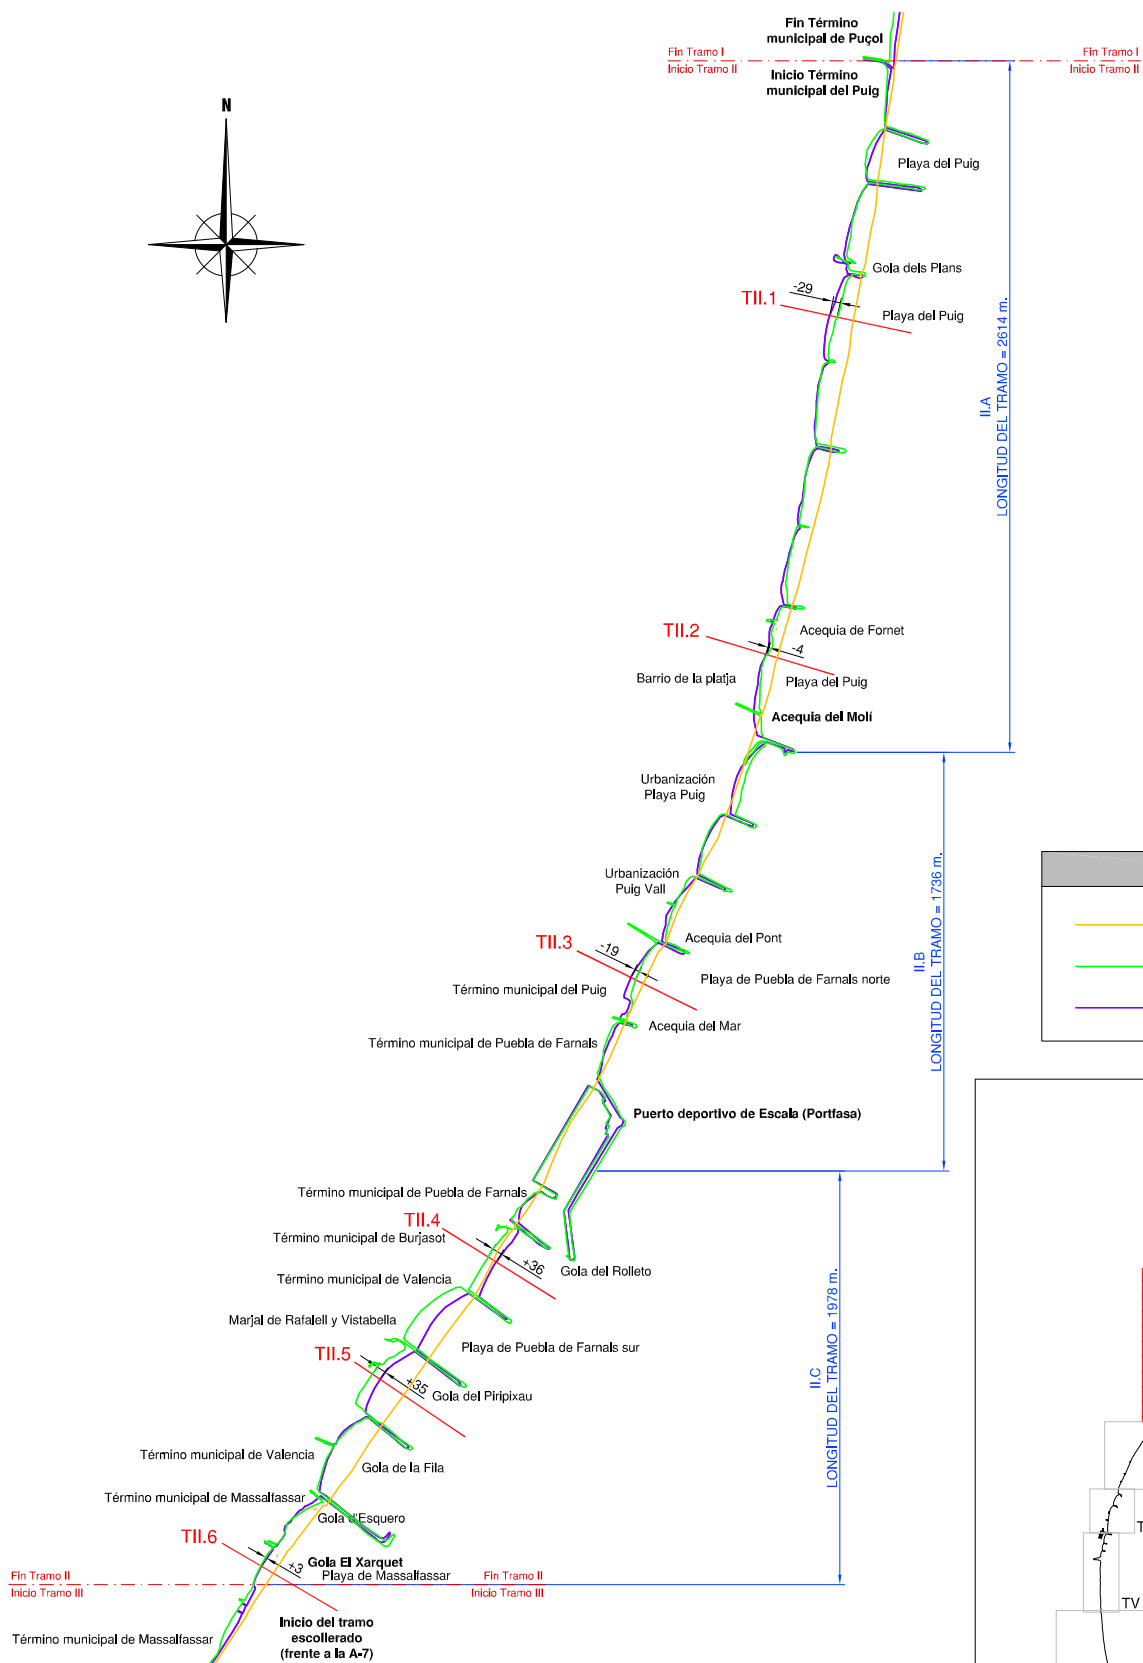 Fin Término
municipal de Puçol
Fin Tramo I
Inicio Tramo II
Fin Tramo I
Inicio Tramo II
Inicio Término
municipal del Puig
N
Playa del Puig
Gola dels Plans
-29
TII.1
Playa del Puig
II.A
LONGITUD DEL TRAMO = 2614 m.
TII.2
Acequia de Fornet
-4
Barrio de la platja
Playa del Puig
Acequia del Molí
Urbanización
Playa Puig
Urbanización
Puig Vall
II.B
LONGITUD DEL TRAMO = 1736 m.
TII.3
-19
Acequia del Pont
Playa de Puebla de Farnals norte
Término municipal del Puig
Acequia del Mar
Término municipal de Puebla de Farnals
Puerto deportivo de Escala (Portfasa)
Término municipal de Puebla de Farnals
TII.4
Término municipal de Burjasot
+36
Gola del Rolleto
Término municipal de Valencia
Marjal de Rafalell y Vistabella
Playa de Puebla de Farnals sur
TII.5
+35
Gola del Piripixau
II.C
LONGITUD DEL TRAMO = 1978 m.
Término municipal de Valencia
Gola de la Fila
Término municipal de Massalfassar
Gola d'Esquero
TII.6
+3
Gola El Xarquet
Playa de Massalfassar
Fin Tramo II
Inicio Tramo III
Fin Tramo II
Inicio Tramo III
Inicio del tramo
escollerado
(frente a la A-7)
Término municipal de Massalfassar
T
TV